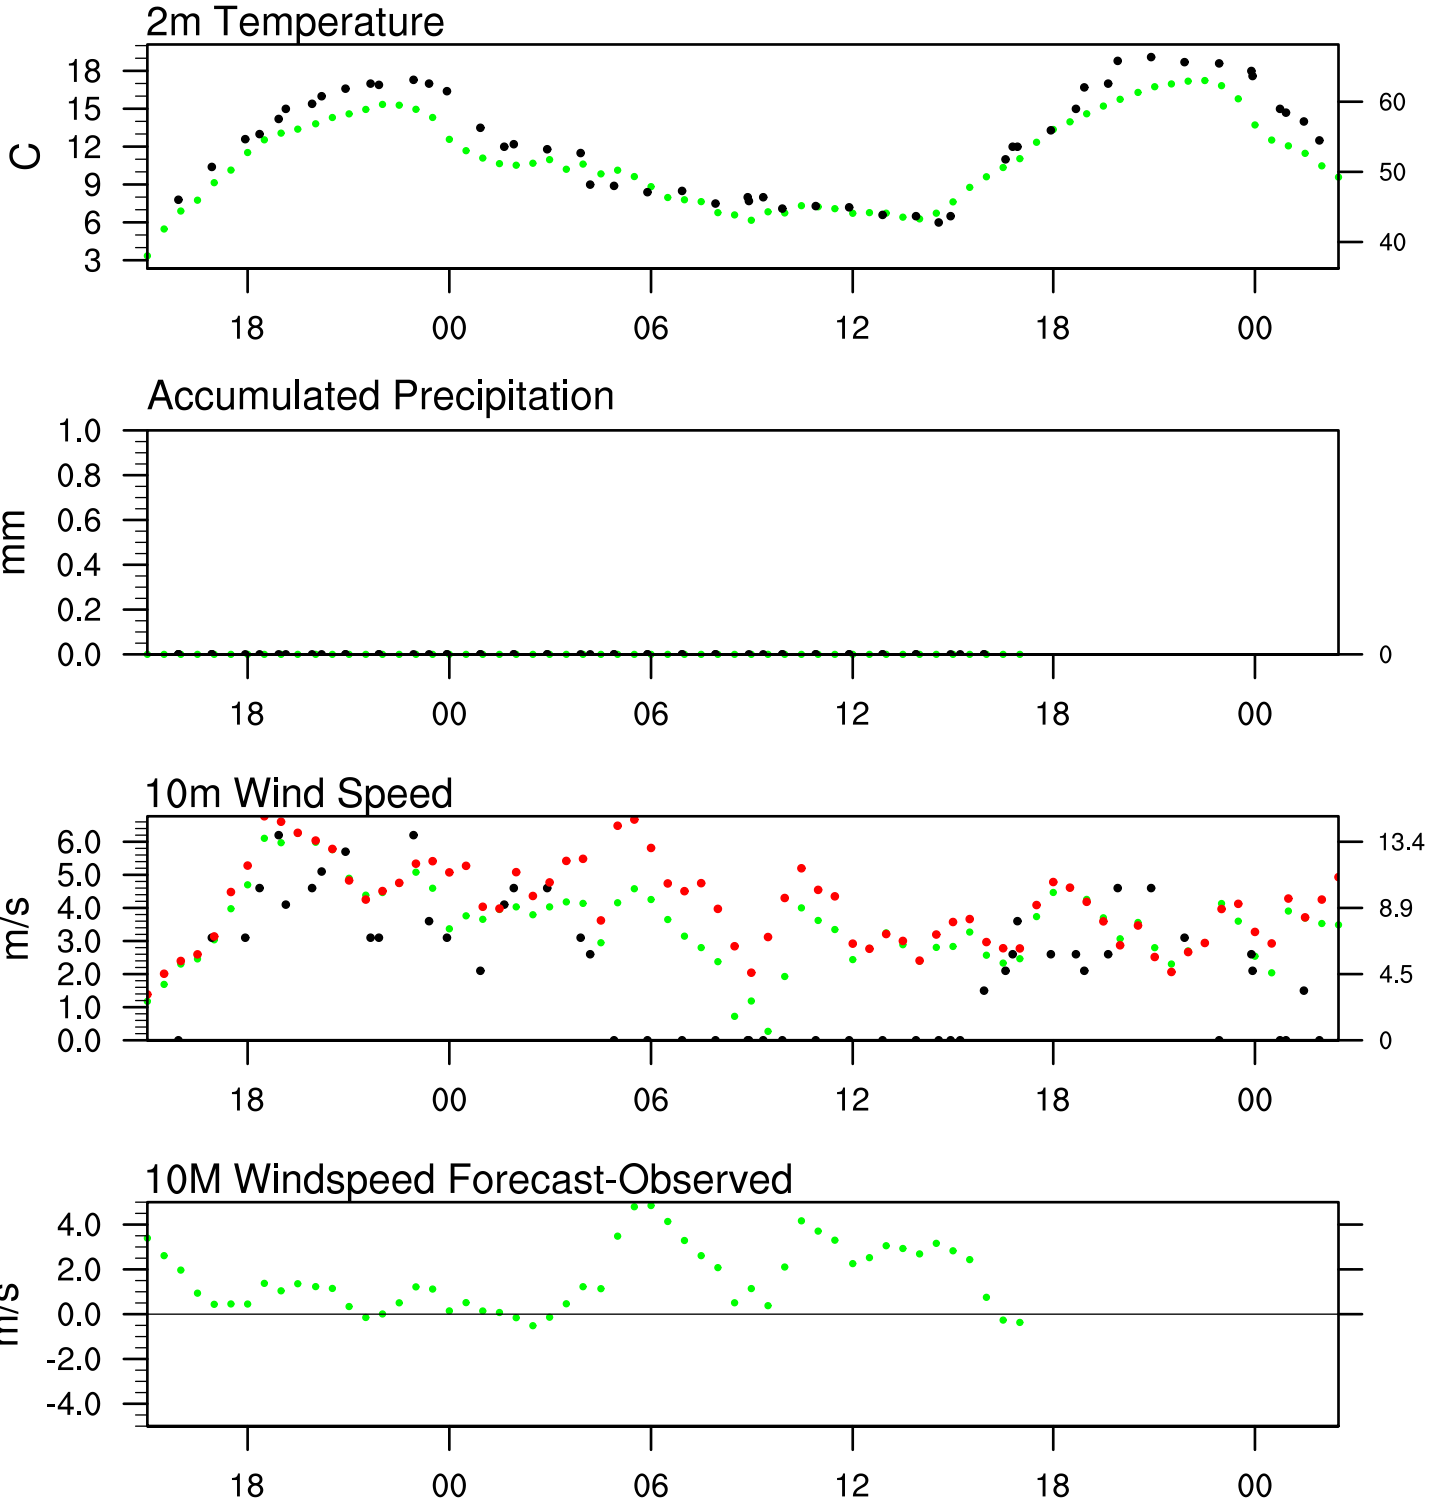 2m Temperature
18
15
12
9
6
3
C
60
50
40
18 00 06 12 18 00
Accumulated Precipitation
1.0
0.8
0.6
0.4
0.2
0.0
mm
0
18 00 06 12 18 00
10m Wind Speed
6.0
5.0
4.0
3.0
2.0
1.0
0.0
m/s
13.4
8.9
4.5
0
18 00 06 12 18 00
10M Windspeed Forecast-Observed
4.0
2.0
0.0
-2.0
-4.0
m/s
18 00 06 12 18 00